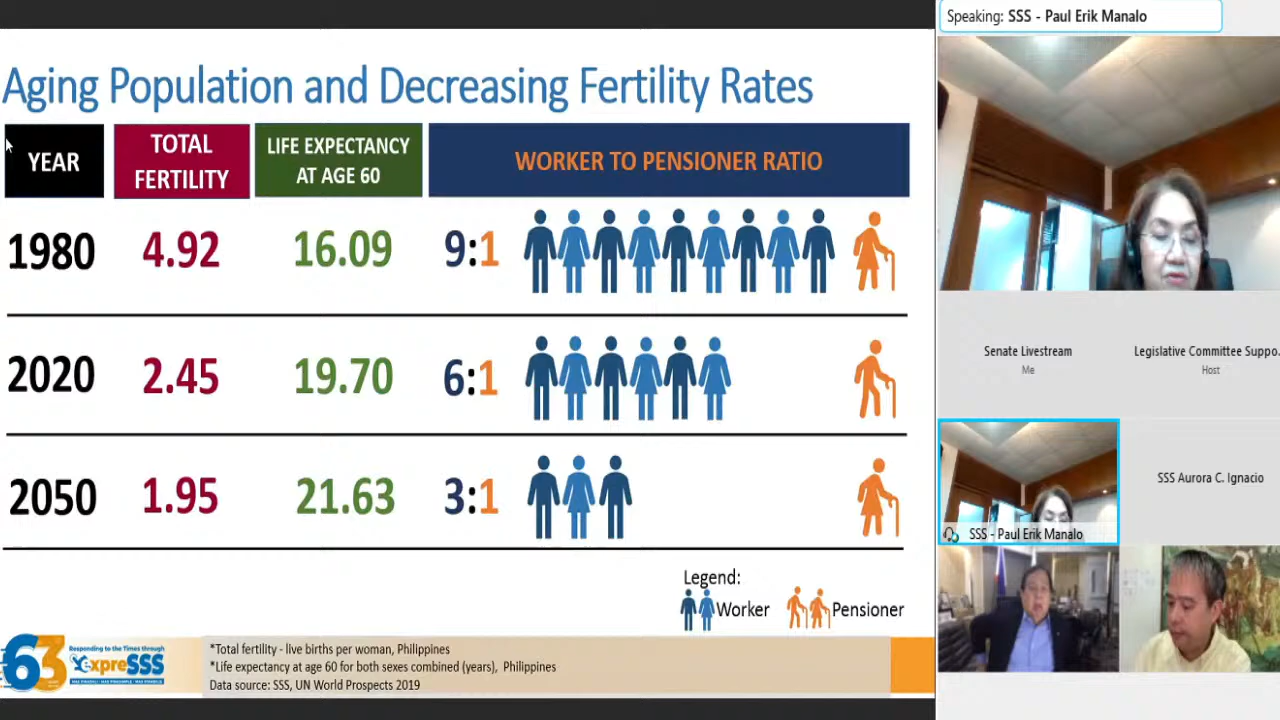 Speaking: SSS - Paul Erik Manalo
Aging Population and Decreasing Fertility Rates
YEAR
TOTAL
FERTILITY
LIFE EXPECTANCY
AT AGE 60
WORKER TO PENSIONER RATIO
1980 4.92 16.09 9:1
2020 2.45 19.70 6:1
2050 1.95 21.63 3:1
Legend:
Worker Pensioner
63
Responding to the Times through
expreSSS
*Total fertility - live births per woman, Philippines
*Life expectancy at age 60 for both sexes combined (years), Philippines
Data source: SSS, UN World Prospects 2019
Senate Livestream
Me
Legislative Committee Suppo...
Host
SSS - Paul Erik Manalo
SSS Aurora C. Ignacio